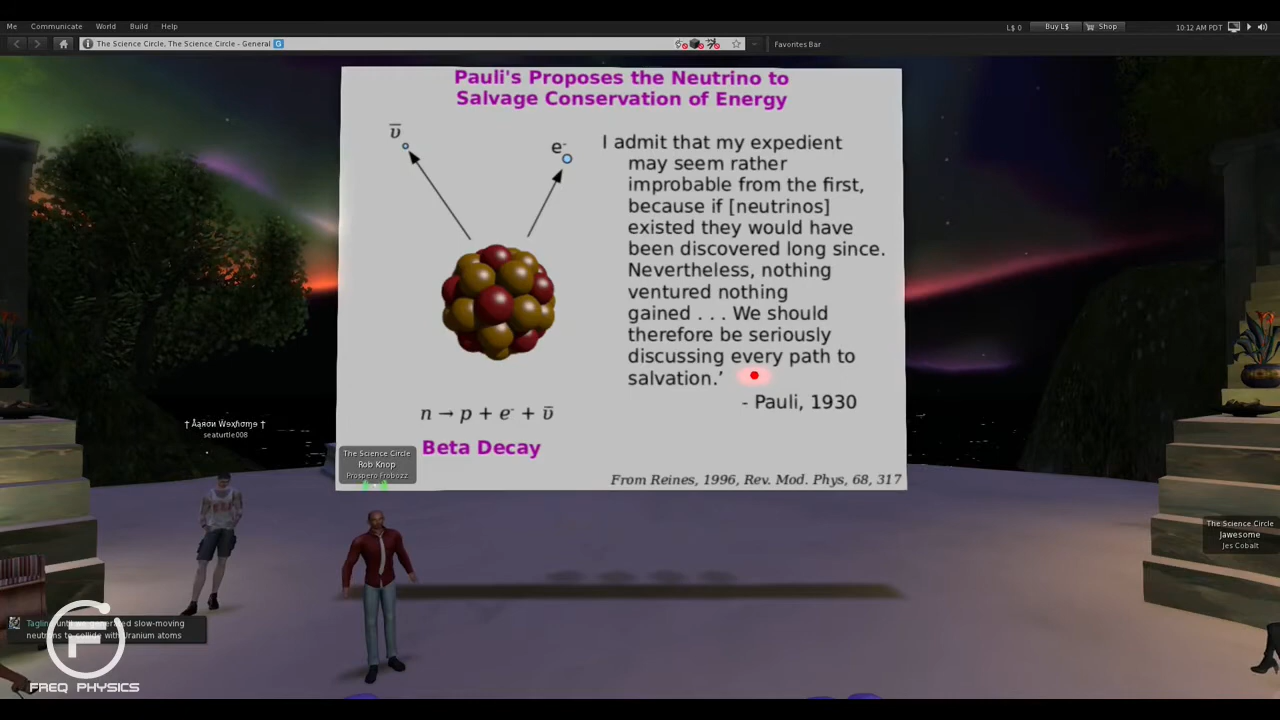 Me Communicate World Build Help
L$ 0 Buy L$ Shop 10:12 AM PDT
The Science Circle, The Science Circle - General G
Favorites Bar
Pauli's Proposes the Neutrino to
Salvage Conservation of Energy
ῡ
e⁻
I admit that my expedient
may seem rather
improbable from the first,
because if [neutrinos]
existed they would have
been discovered long since.
Nevertheless, nothing
ventured nothing
gained . . . We should
therefore be seriously
discussing every path to
salvation.’
- Pauli, 1930
n → p + e⁻ + ῡ
Beta Decay
From Reines, 1996, Rev. Mod. Phys, 68, 317
seaturtle008
The Science Circle
Rob Knop
Prospero Frobozz
The Science Circle
Jawesome
Jes Cobalt
generated slow-moving
neutrons to collide with Uranium atoms
FREQ PHYSICS